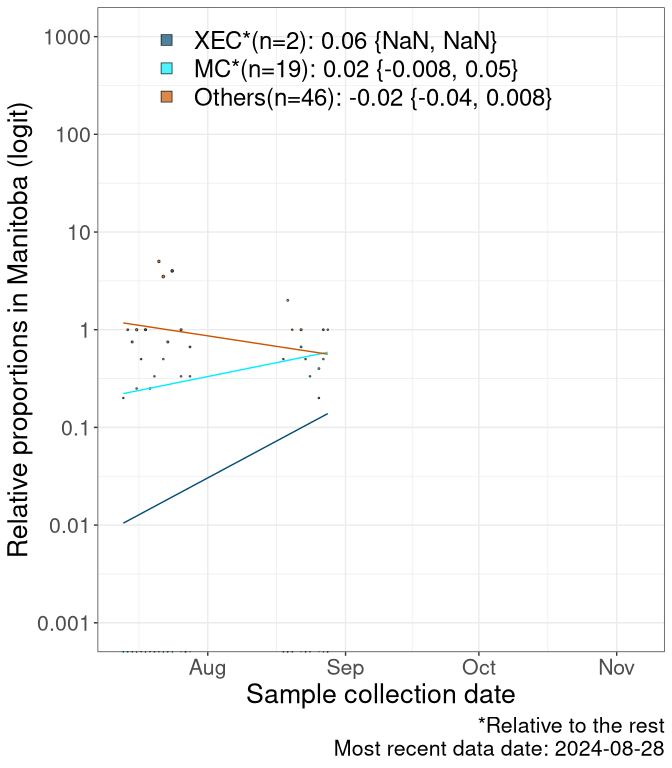 XEC*(n=2): 0.06 {NaN, NaN}
MC*(n=19): 0.02 {-0.008, 0.05}
Others(n=46): -0.02 {-0.04, 0.008}
Relative proportions in Manitoba (logit)
1000
100
10
1
0.1
0.01
0.001
Aug Sep Oct Nov
Sample collection date
*Relative to the rest
Most recent data date: 2024-08-28